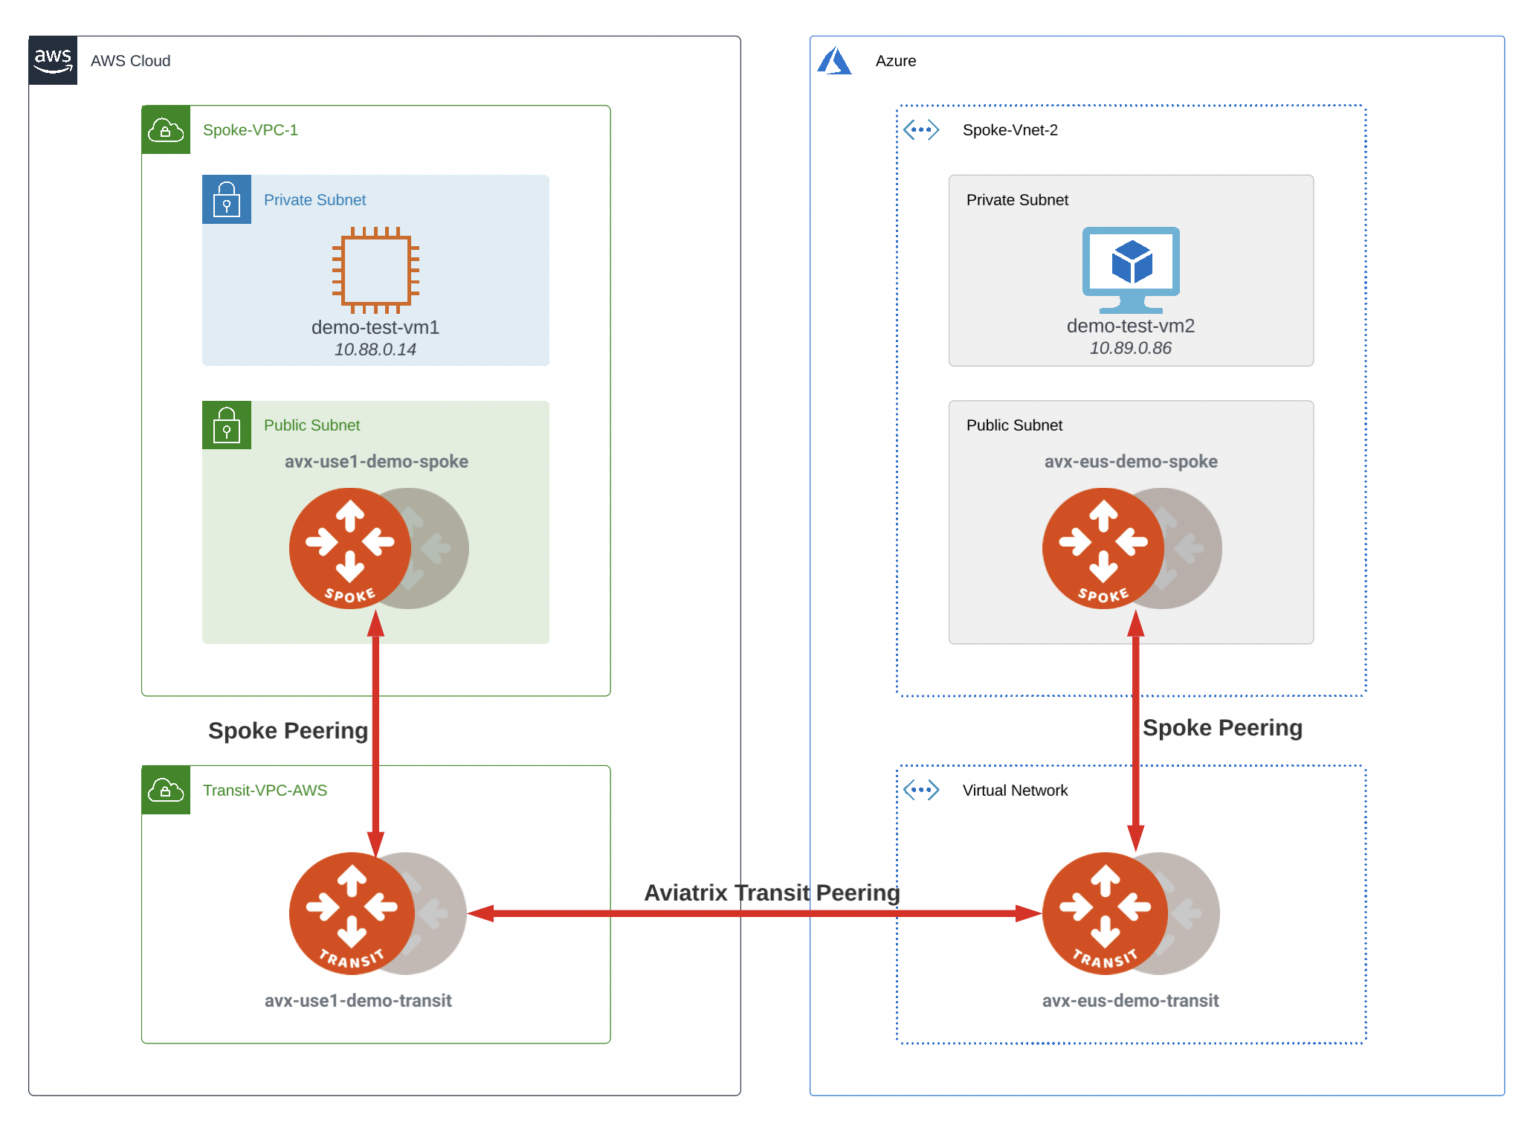 aws
AWS Cloud
Spoke-VPC-1
Private Subnet
demo-test-vm1
10.88.0.14
Public Subnet
avx-use1-demo-spoke
SPOKE
Spoke Peering
Transit-VPC-AWS
TRANSIT
avx-use1-demo-transit
Aviatrix Transit Peering
Azure
Spoke-Vnet-2
Private Subnet
demo-test-vm2
10.89.0.86
Public Subnet
avx-eus-demo-spoke
SPOKE
Spoke Peering
Virtual Network
TRANSIT
avx-eus-demo-transit